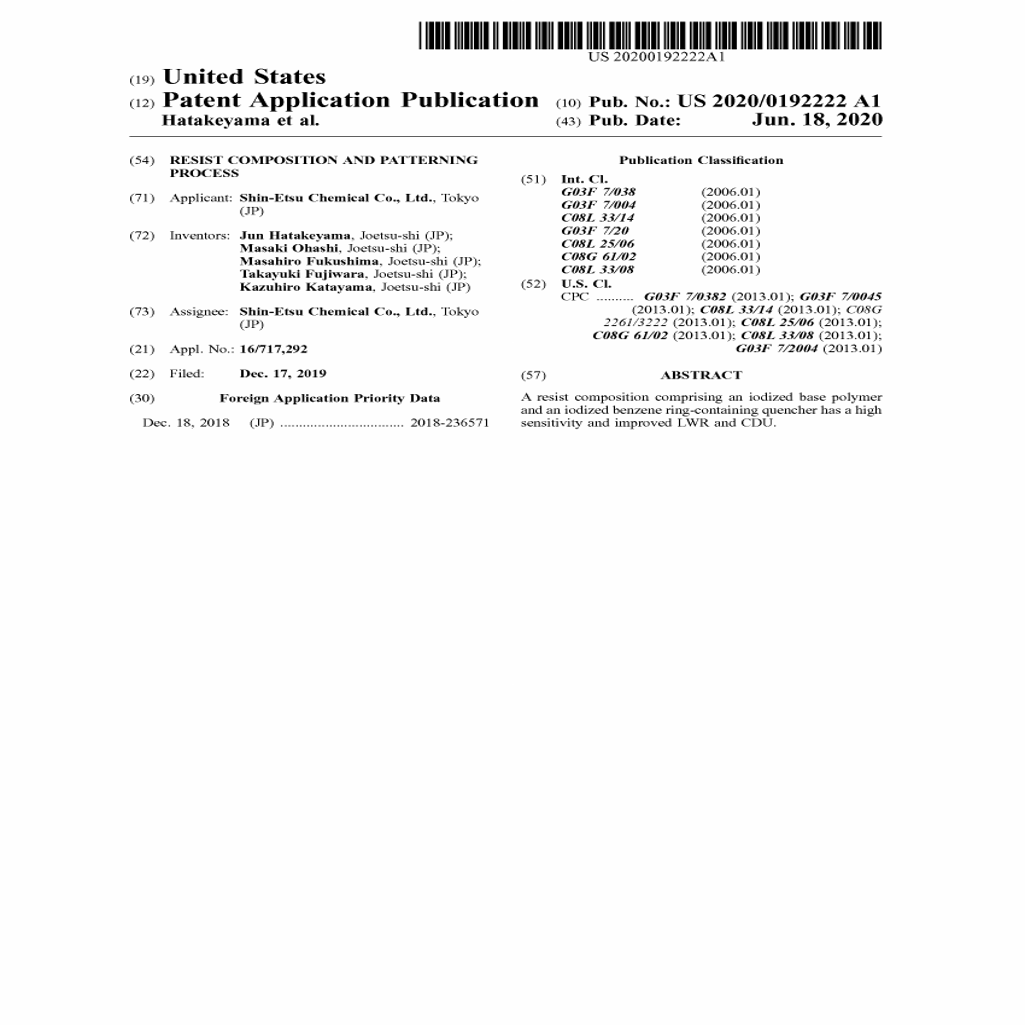 US 20200192222A1
(19) United States
(12) Patent Application Publication (10) Pub. No.: US 2020/0192222 A1
Hatakeyama et al. (43) Pub. Date: Jun. 18, 2020
(54) RESIST COMPOSITION AND PATTERNING
PROCESS
(71) Applicant: Shin-Etsu Chemical Co., Ltd., Tokyo
(JP)
(72) Inventors: Jun Hatakeyama, Joetsu-shi (JP);
Masaki Ohashi, Joetsu-shi (JP);
Masahiro Fukushima, Joetsu-shi (JP);
Takayuki Fujiwara, Joetsu-shi (JP);
Kazuhiro Katayama, Joetsu-shi (JP)
(73) Assignee: Shin-Etsu Chemical Co., Ltd., Tokyo
(JP)
(21) Appl. No.: 16/717,292
(22) Filed: Dec. 17, 2019
(30) Foreign Application Priority Data
Dec. 18, 2018 (JP) ................................ 2018-236571
Publication Classification
(51) Int. Cl.
G03F 7/038 (2006.01)
G03F 7/004 (2006.01)
C08L 33/14 (2006.01)
G03F 7/20 (2006.01)
C08L 25/06 (2006.01)
C08G 61/02 (2006.01)
C08L 33/08 (2006.01)
(52) U.S. Cl.
CPC .......... G03F 7/0382 (2013.01); G03F 7/0045
(2013.01); C08L 33/14 (2013.01); C08G
2261/3222 (2013.01); C08L 25/06 (2013.01);
C08G 61/02 (2013.01); C08L 33/08 (2013.01);
G03F 7/2004 (2013.01)
(57) ABSTRACT
A resist composition comprising an iodized base polymer
and an iodized benzene ring-containing quencher has a high
sensitivity and improved LWR and CDU.